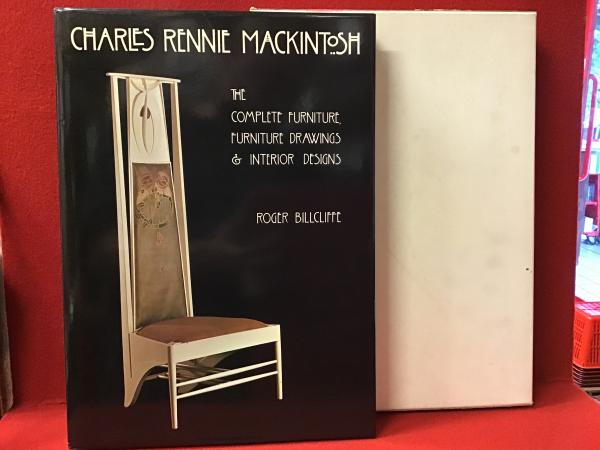 CHARLES RENNIE MACKINTOSH
THE
COMPLETE FURNITURE,
FURNITURE DRAWINGS
& INTERIOR DESIGNS
ROGER BILLCLIFFE